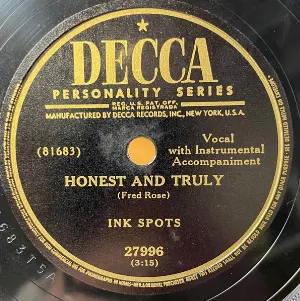 DECCA
PERSONALITY SERIES
REG. U.S. PAT. OFF.
MARCA REGISTRADA
MANUFACTURED BY DECCA RECORDS, INC., NEW YORK, U.S.A.
(81683)
Vocal
with Instrumental
Accompaniment
HONEST AND TRULY
(Fred Rose)
INK SPOTS
27996
(3:15)